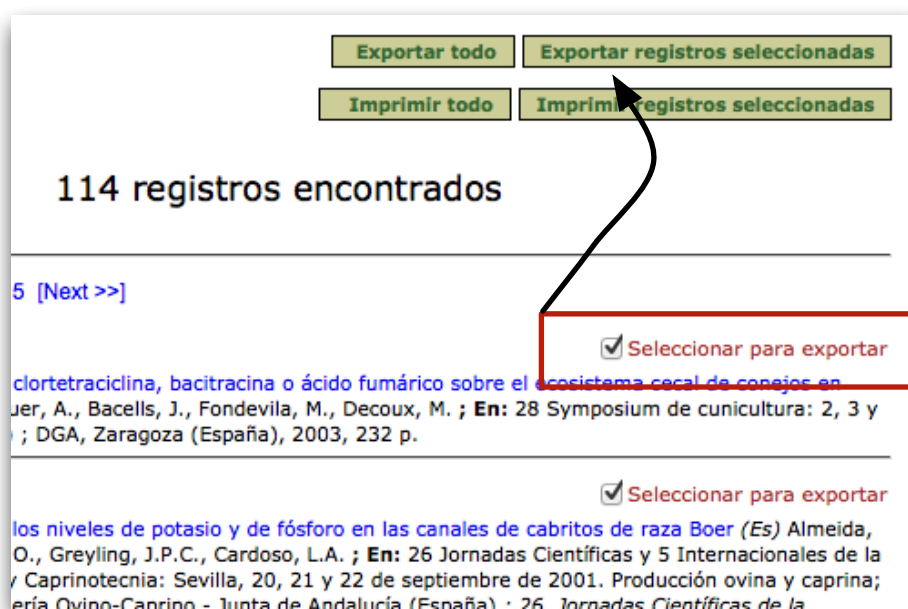 Exportar todo Exportar registros seleccionadas
Imprimir todo Imprimir registros seleccionadas
114 registros encontrados
5 [Next >>]
Seleccionar para exportar
clortetraciclina, bacitracina o ácido fumárico sobre el ecosistema cecal de conejos en
uer, A., Bacells, J., Fondevila, M., Decoux, M. ; En: 28 Symposium de cunicultura: 2, 3 y
; DGA, Zaragoza (España), 2003, 232 p.
Seleccionar para exportar
los niveles de potasio y de fósforo en las canales de cabritos de raza Boer (Es) Almeida,
O., Greyling, J.P.C., Cardoso, L.A. ; En: 26 Jornadas Científicas y 5 Internacionales de la
y Caprinotecnia: Sevilla, 20, 21 y 22 de septiembre de 2001. Producción ovina y caprina;
ería Ovino-Caprino - Junta de Andalucía (España) ; 26. Jornadas Científicas de la